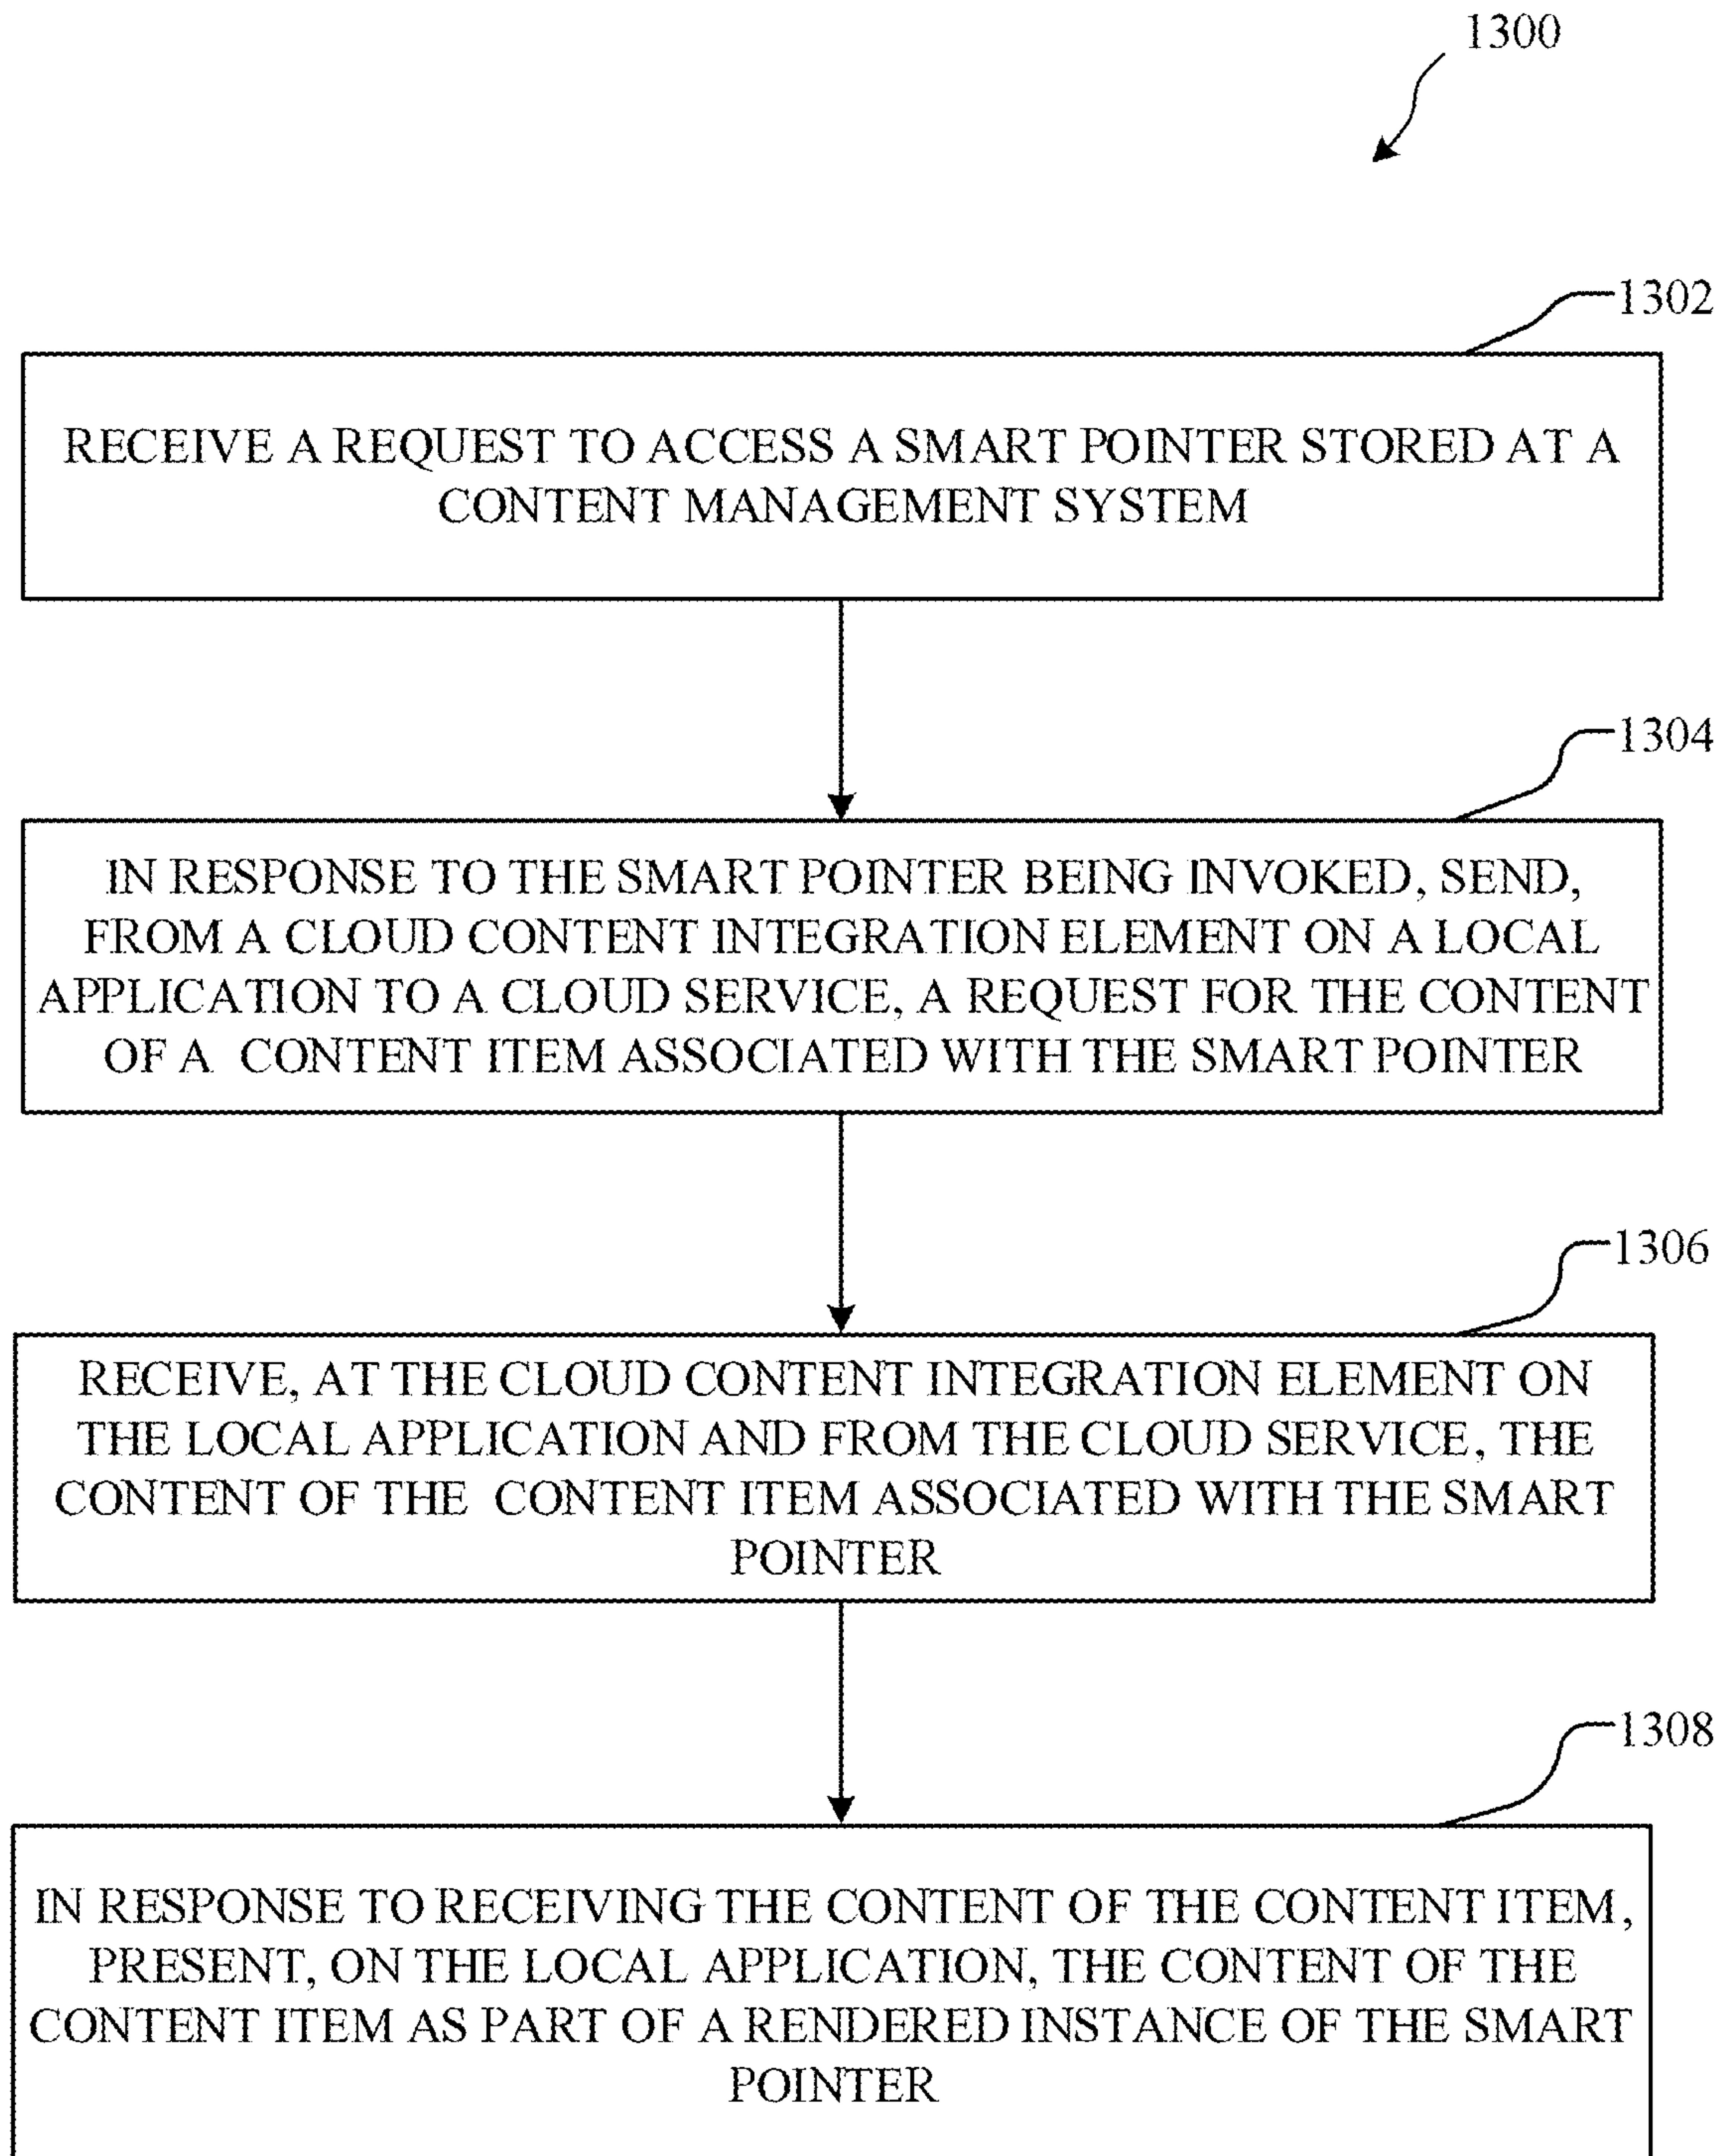 1300
1302
RECEIVE A REQUEST TO ACCESS A SMART POINTER STORED AT A
CONTENT MANAGEMENT SYSTEM
1304
IN RESPONSE TO THE SMART POINTER BEING INVOKED, SEND,
FROM A CLOUD CONTENT INTEGRATION ELEMENT ON A LOCAL
APPLICATION TO A CLOUD SERVICE, A REQUEST FOR THE CONTENT
OF A CONTENT ITEM ASSOCIATED WITH THE SMART POINTER
1306
RECEIVE, AT THE CLOUD CONTENT INTEGRATION ELEMENT ON
THE LOCAL APPLICATION AND FROM THE CLOUD SERVICE, THE
CONTENT OF THE CONTENT ITEM ASSOCIATED WITH THE SMART
POINTER
1308
IN RESPONSE TO RECEIVING THE CONTENT OF THE CONTENT ITEM,
PRESENT, ON THE LOCAL APPLICATION, THE CONTENT OF THE
CONTENT ITEM AS PART OF A RENDERED INSTANCE OF THE SMART
POINTER